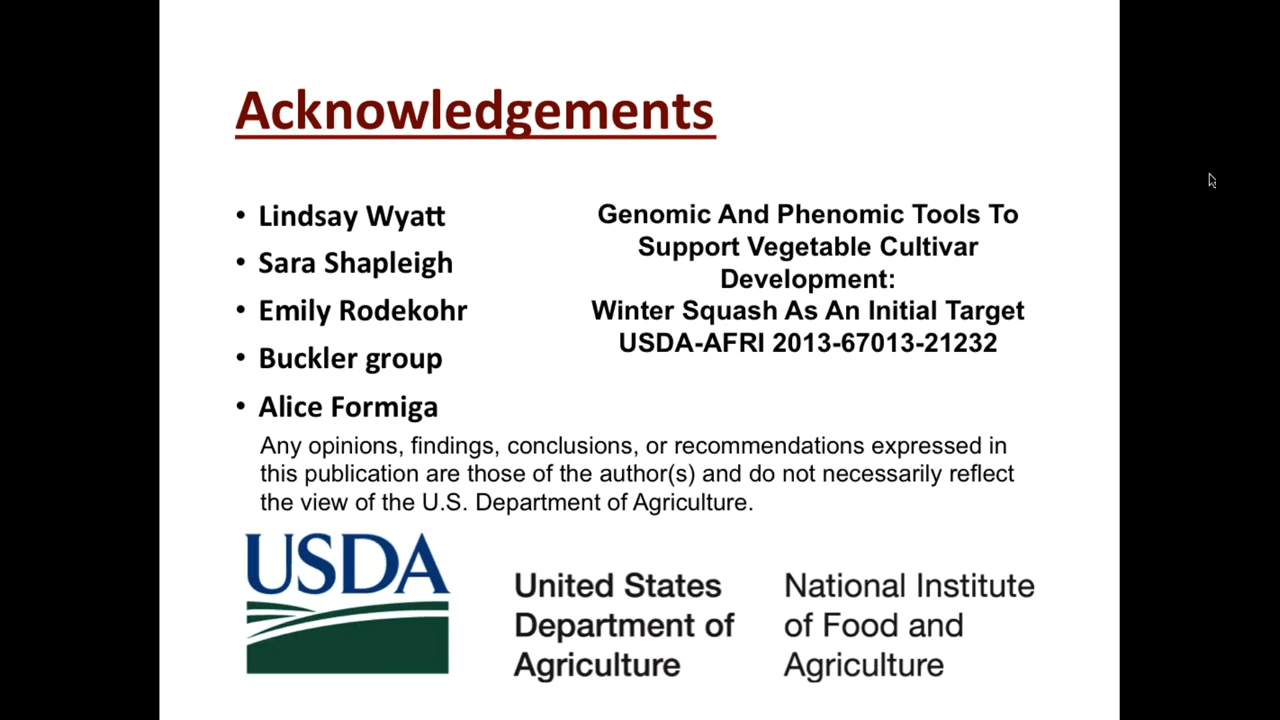 Acknowledgements
• Lindsay Wyatt
• Sara Shapleigh
• Emily Rodekohr
• Buckler group
• Alice Formiga
Genomic And Phenomic Tools To
Support Vegetable Cultivar
Development:
Winter Squash As An Initial Target
USDA-AFRI 2013-67013-21232
Any opinions, findings, conclusions, or recommendations expressed in
this publication are those of the author(s) and do not necessarily reflect
the view of the U.S. Department of Agriculture.
USDA
United States
Department of
Agriculture
National Institute
of Food and
Agriculture